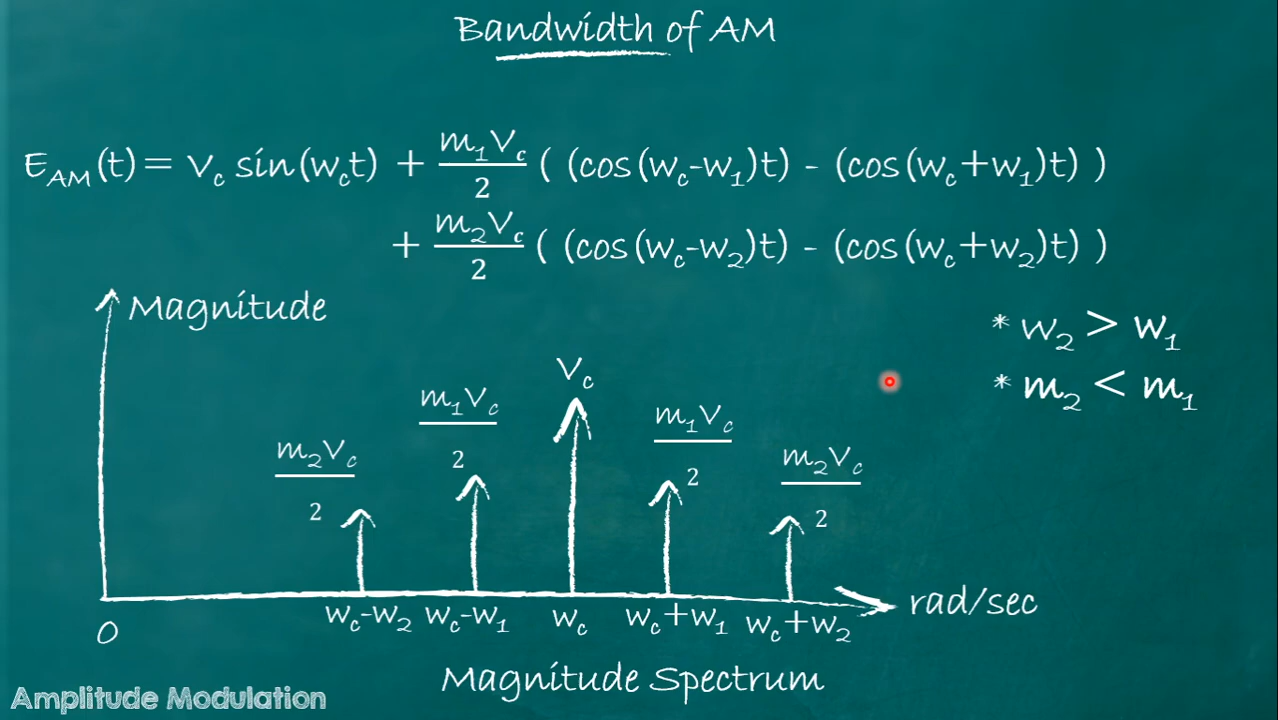 Bandwidth of AM
E_AM(t) = V_c sin(w_c t) + m_1V_c/2 ( (cos(w_c-w_1)t) - (cos(w_c+w_1)t) )
+ m_2V_c/2 ( (cos(w_c-w_2)t) - (cos(w_c+w_2)t) )
Magnitude
* w_2 > w_1
* m_2 < m_1
m_2V_c/2
m_1V_c/2
V_c
m_1V_c/2
m_2V_c/2
0
w_c-w_2 w_c-w_1 w_c w_c+w_1 w_c+w_2
rad/sec
Magnitude Spectrum
Amplitude Modulation